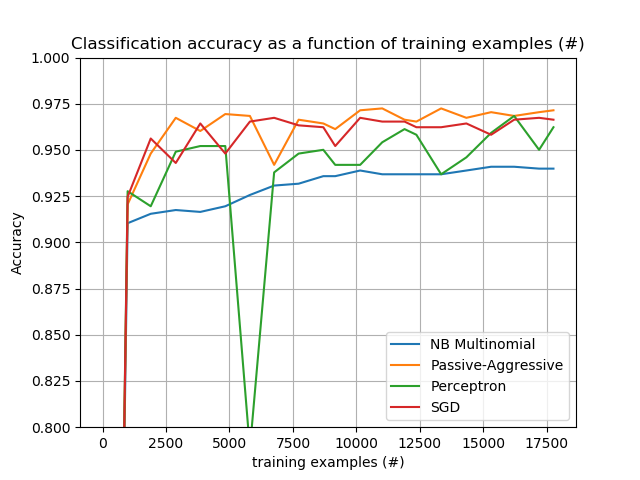 Classification accuracy as a function of training examples (#)
1.000
0.975
0.950
0.925
0.900
0.875
0.850
0.825
0.800
Accuracy
NB Multinomial
Passive-Aggressive
Perceptron
SGD
0 2500 5000 7500 10000 12500 15000 17500
training examples (#)